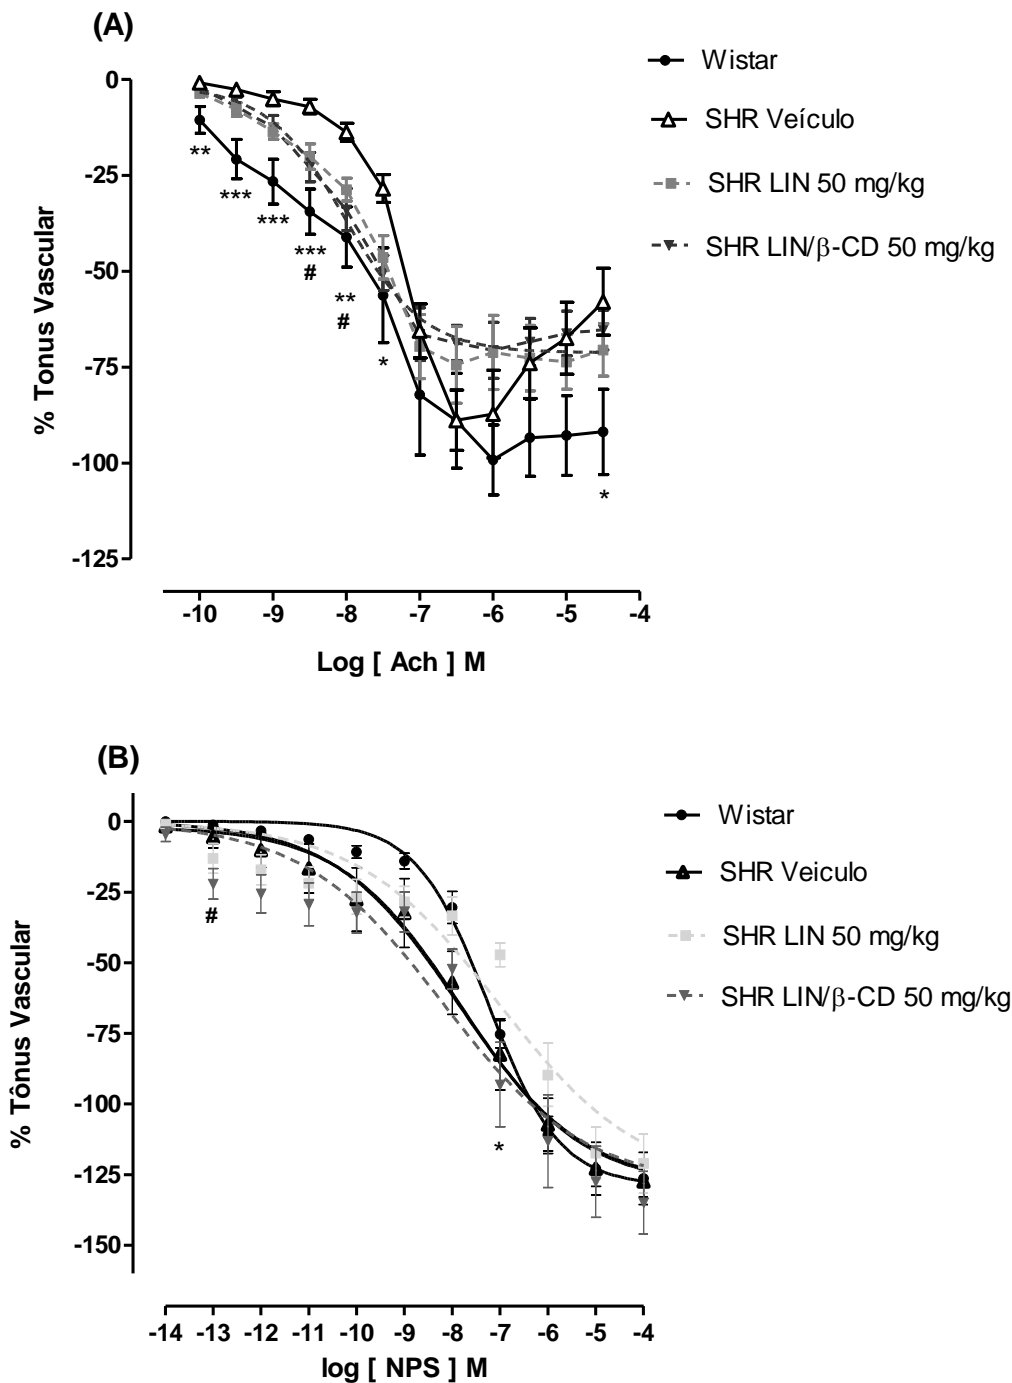 (A)
Wistar
SHR Veículo
SHR LIN 50 mg/kg
SHR LIN/β-CD 50 mg/kg
% Tonus Vascular
0
-25
-50
-75
-100
-125
**
***
***
***
#
**
#
*
*
-10 -9 -8 -7 -6 -5 -4
Log [ Ach ] M
(B)
Wistar
SHR Veiculo
SHR LIN 50 mg/kg
SHR LIN/β-CD 50 mg/kg
% Tônus Vascular
0
-25
-50
-75
-100
-125
-150
#
*
-14 -13 -12 -11 -10 -9 -8 -7 -6 -5 -4
log [ NPS ] M